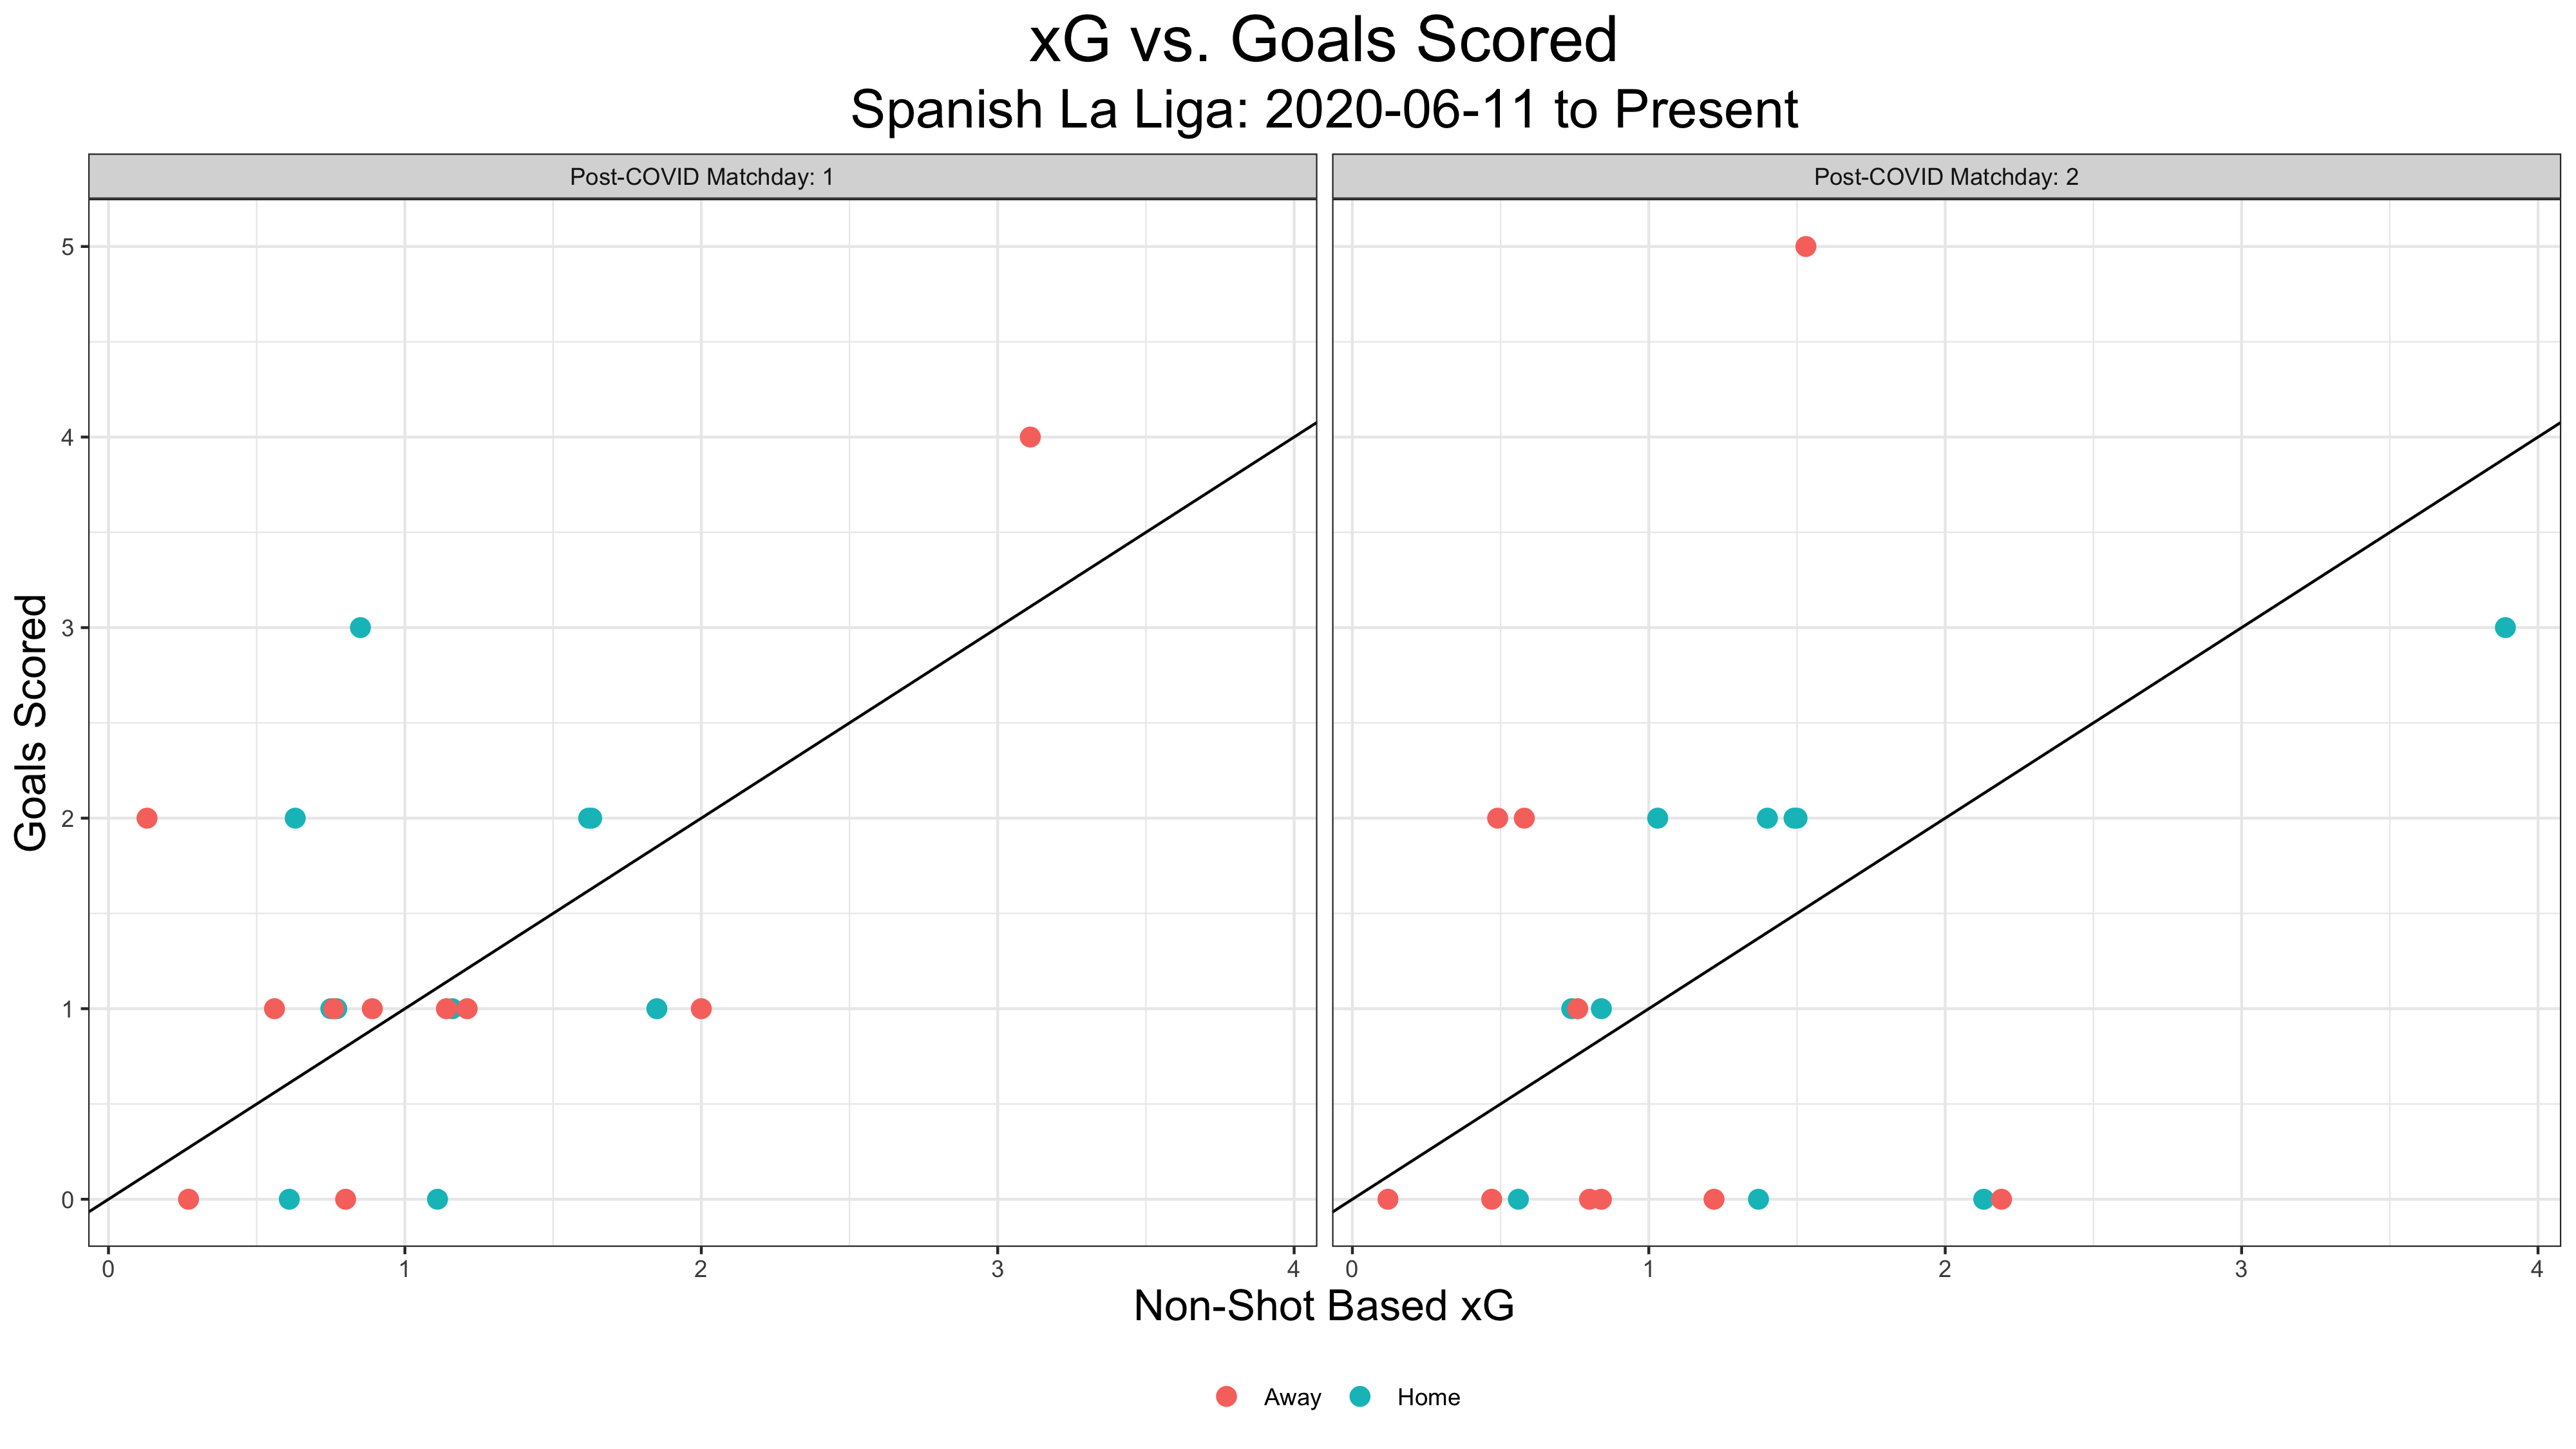 xG vs. Goals Scored
Spanish La Liga: 2020-06-11 to Present
Post-COVID Matchday: 1
Post-COVID Matchday: 2
Goals Scored
5
4
3
2
1
0
0 1 2 3 4
0 1 2 3 4
Non-Shot Based xG
Away Home